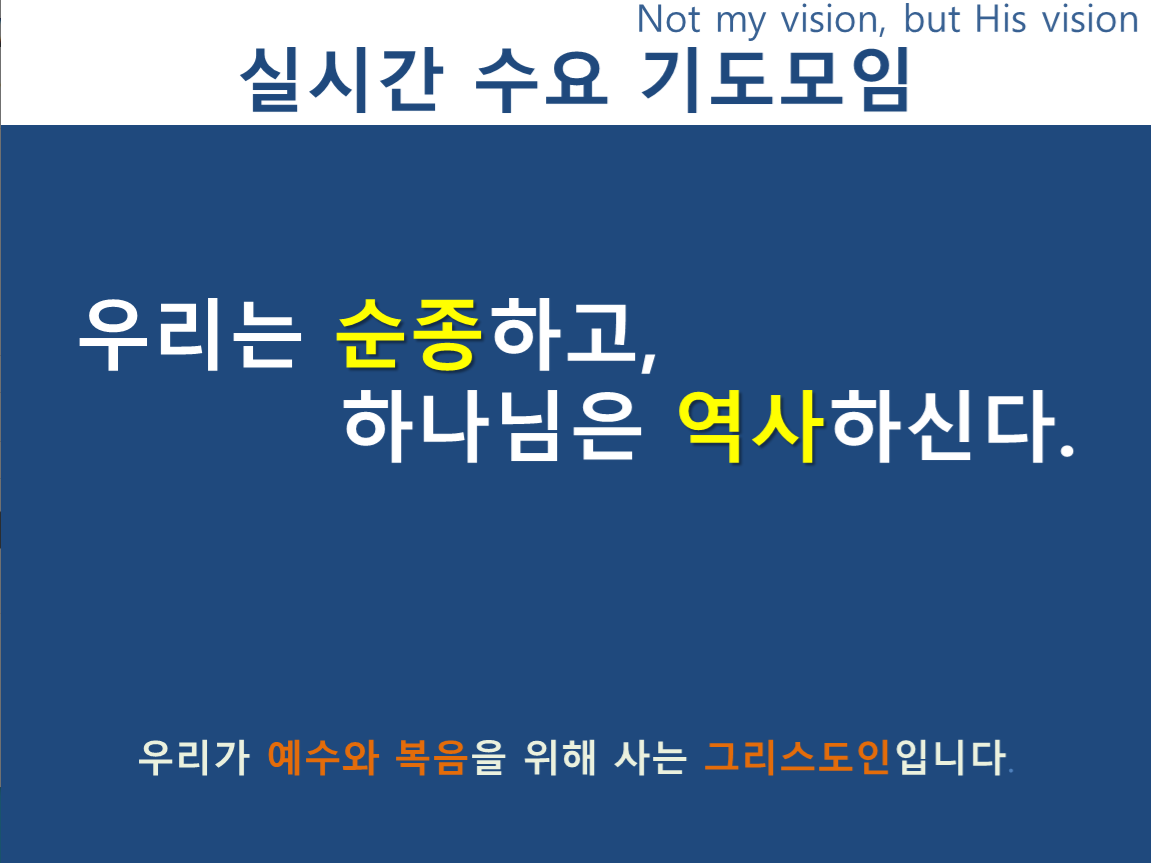 Not my vision, but His vision
실시간 수요 기도모임
우리는 순종하고,
하나님은 역사하신다.
우리가 예수와 복음을 위해 사는 그리스도인입니다.